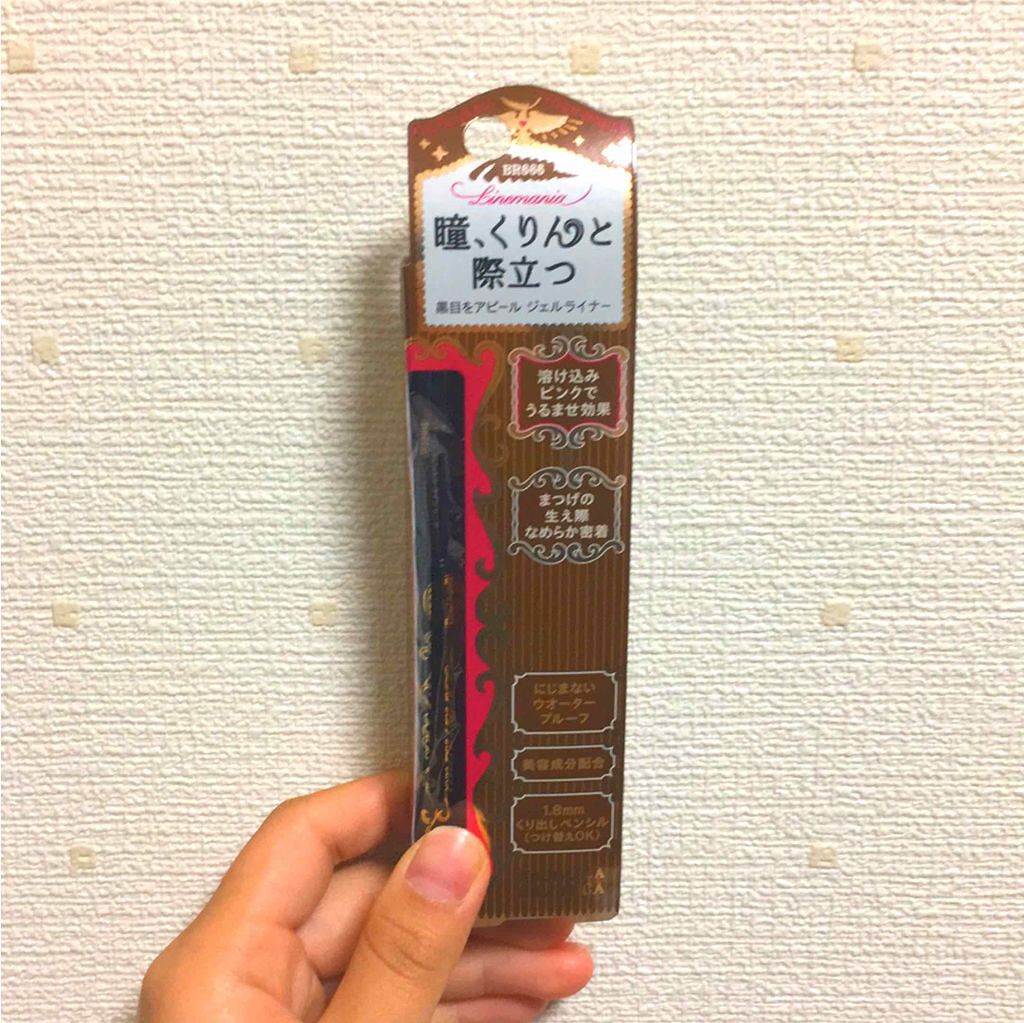 BR666
Linemania
瞳、くりんと
際立つ
黒目をアピール ジェルライナー
溶け込み
ピンクで
うるませ効果
まつげの
生え際
なめらか密着
にじまない
ウオーター
プルーフ
美容成分配合
1.8mm
くり出しペンシル
(つけ替えOK)